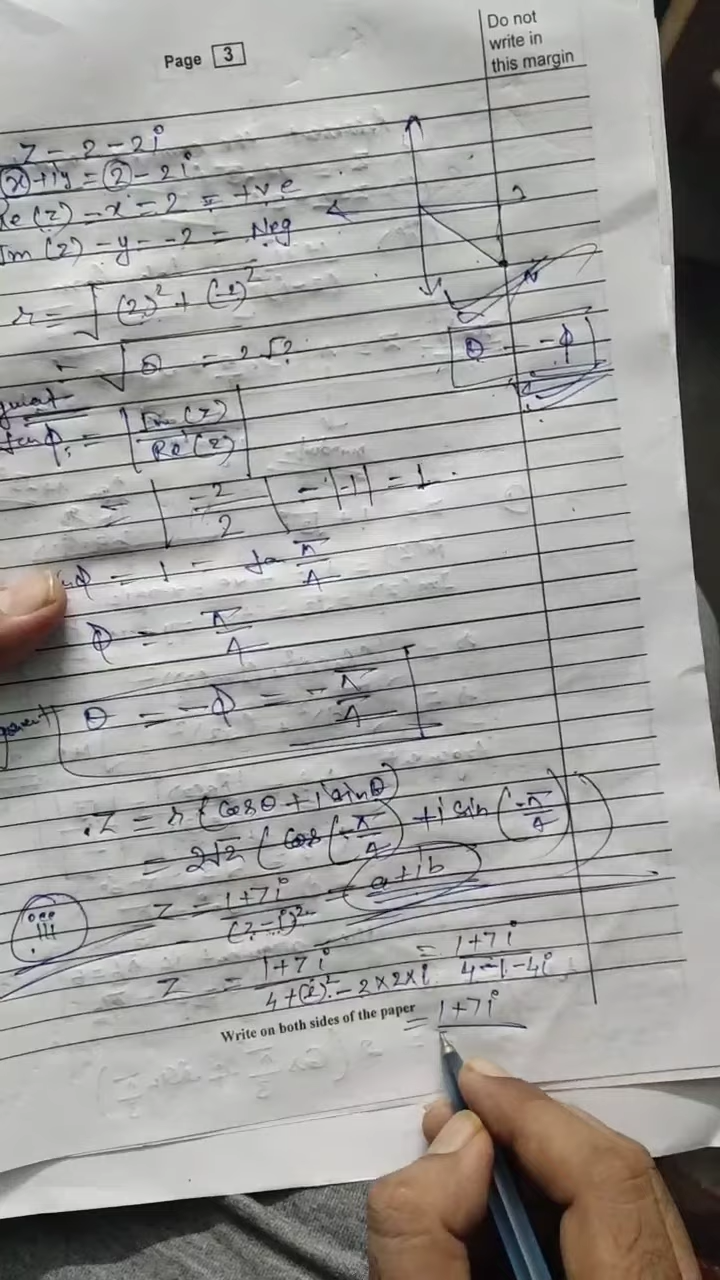 Page 3
Do not
write in
this margin
Z = 2 - 2i
x + iy = 2 - 2i
Re(z) = x = 2 = +ve
Im(z) = y = -2 = Neg
r = √(2)² + (-2)²
= √8 = 2√2
θ = -φ
tan φ = | Im(z) / Re(z) |
= | -2 / 2 | = |-1| = 1
tan φ = 1 = tan π/4
φ = π/4
θ = -φ = -π/4
Z = r {cosθ + i sinθ}
= 2√2 (cos(-π/4) + i sin(-π/4))
iii
Z = 1+7i / (2-i)² = a+ib
Z = 1+7i / 4+(i)²-2×2×i = 1+7i / 4-1-4i
= 1+7i
Write on both sides of the paper